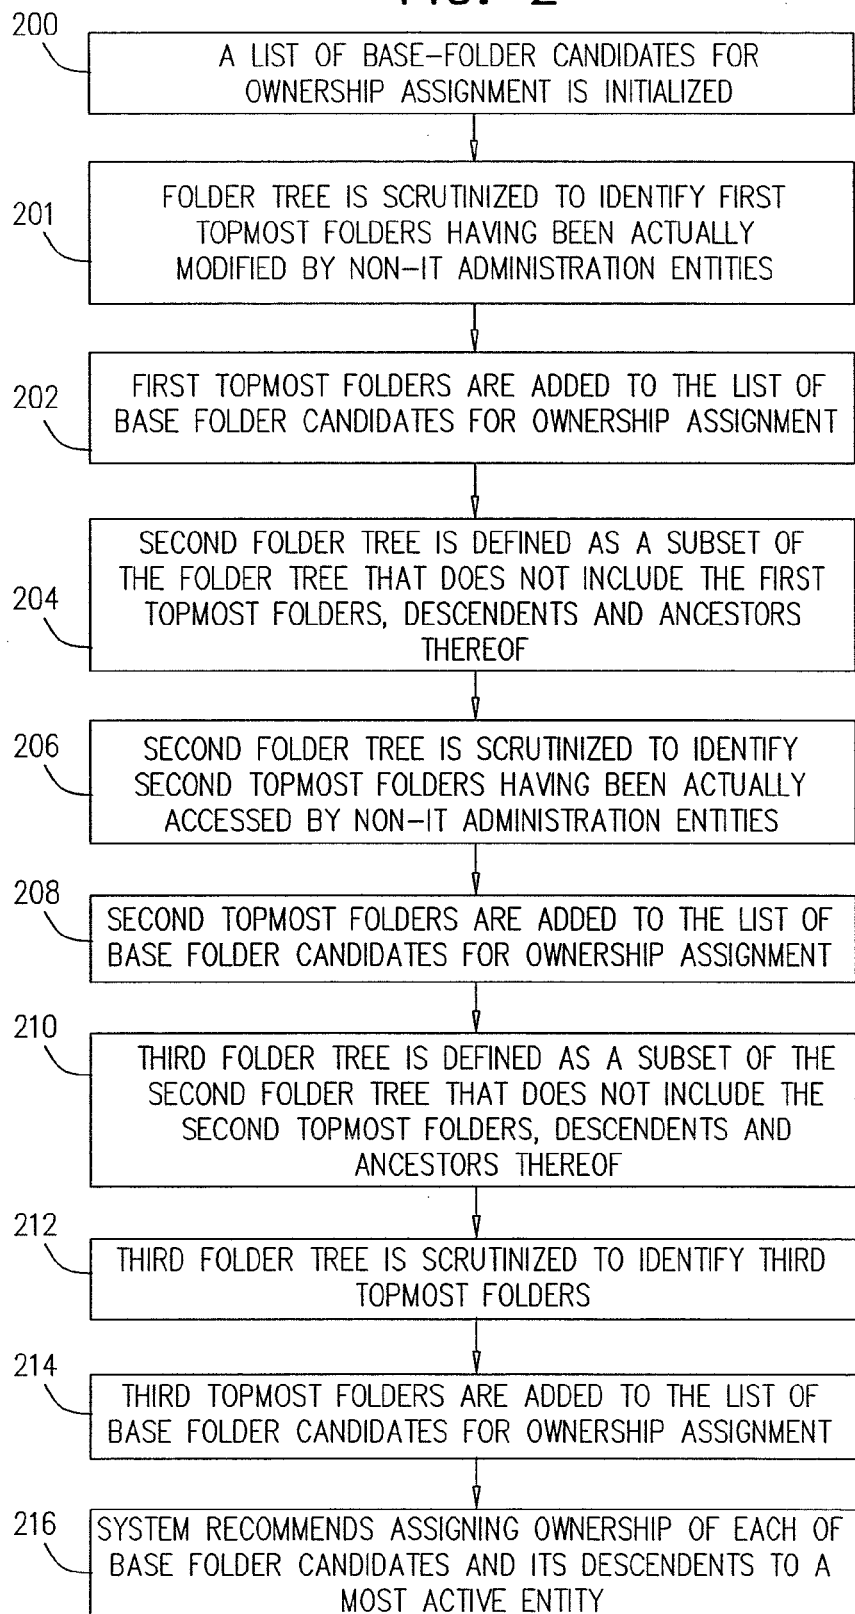 FIG. 2
200
A LIST OF BASE-FOLDER CANDIDATES FOR
OWNERSHIP ASSIGNMENT IS INITIALIZED
201
FOLDER TREE IS SCRUTINIZED TO IDENTIFY FIRST
TOPMOST FOLDERS HAVING BEEN ACTUALLY
MODIFIED BY NON-IT ADMINISTRATION ENTITIES
202
FIRST TOPMOST FOLDERS ARE ADDED TO THE LIST OF
BASE FOLDER CANDIDATES FOR OWNERSHIP ASSIGNMENT
204
SECOND FOLDER TREE IS DEFINED AS A SUBSET OF
THE FOLDER TREE THAT DOES NOT INCLUDE THE FIRST
TOPMOST FOLDERS, DESCENDENTS AND ANCESTORS
THEREOF
206
SECOND FOLDER TREE IS SCRUTINIZED TO IDENTIFY
SECOND TOPMOST FOLDERS HAVING BEEN ACTUALLY
ACCESSED BY NON-IT ADMINISTRATION ENTITIES
208
SECOND TOPMOST FOLDERS ARE ADDED TO THE LIST OF
BASE FOLDER CANDIDATES FOR OWNERSHIP ASSIGNMENT
210
THIRD FOLDER TREE IS DEFINED AS A SUBSET OF THE
SECOND FOLDER TREE THAT DOES NOT INCLUDE THE
SECOND TOPMOST FOLDERS, DESCENDENTS AND
ANCESTORS THEREOF
212
THIRD FOLDER TREE IS SCRUTINIZED TO IDENTIFY THIRD
TOPMOST FOLDERS
214
THIRD TOPMOST FOLDERS ARE ADDED TO THE LIST OF
BASE FOLDER CANDIDATES FOR OWNERSHIP ASSIGNMENT
216
SYSTEM RECOMMENDS ASSIGNING OWNERSHIP OF EACH OF
BASE FOLDER CANDIDATES AND ITS DESCENDENTS TO A
MOST ACTIVE ENTITY